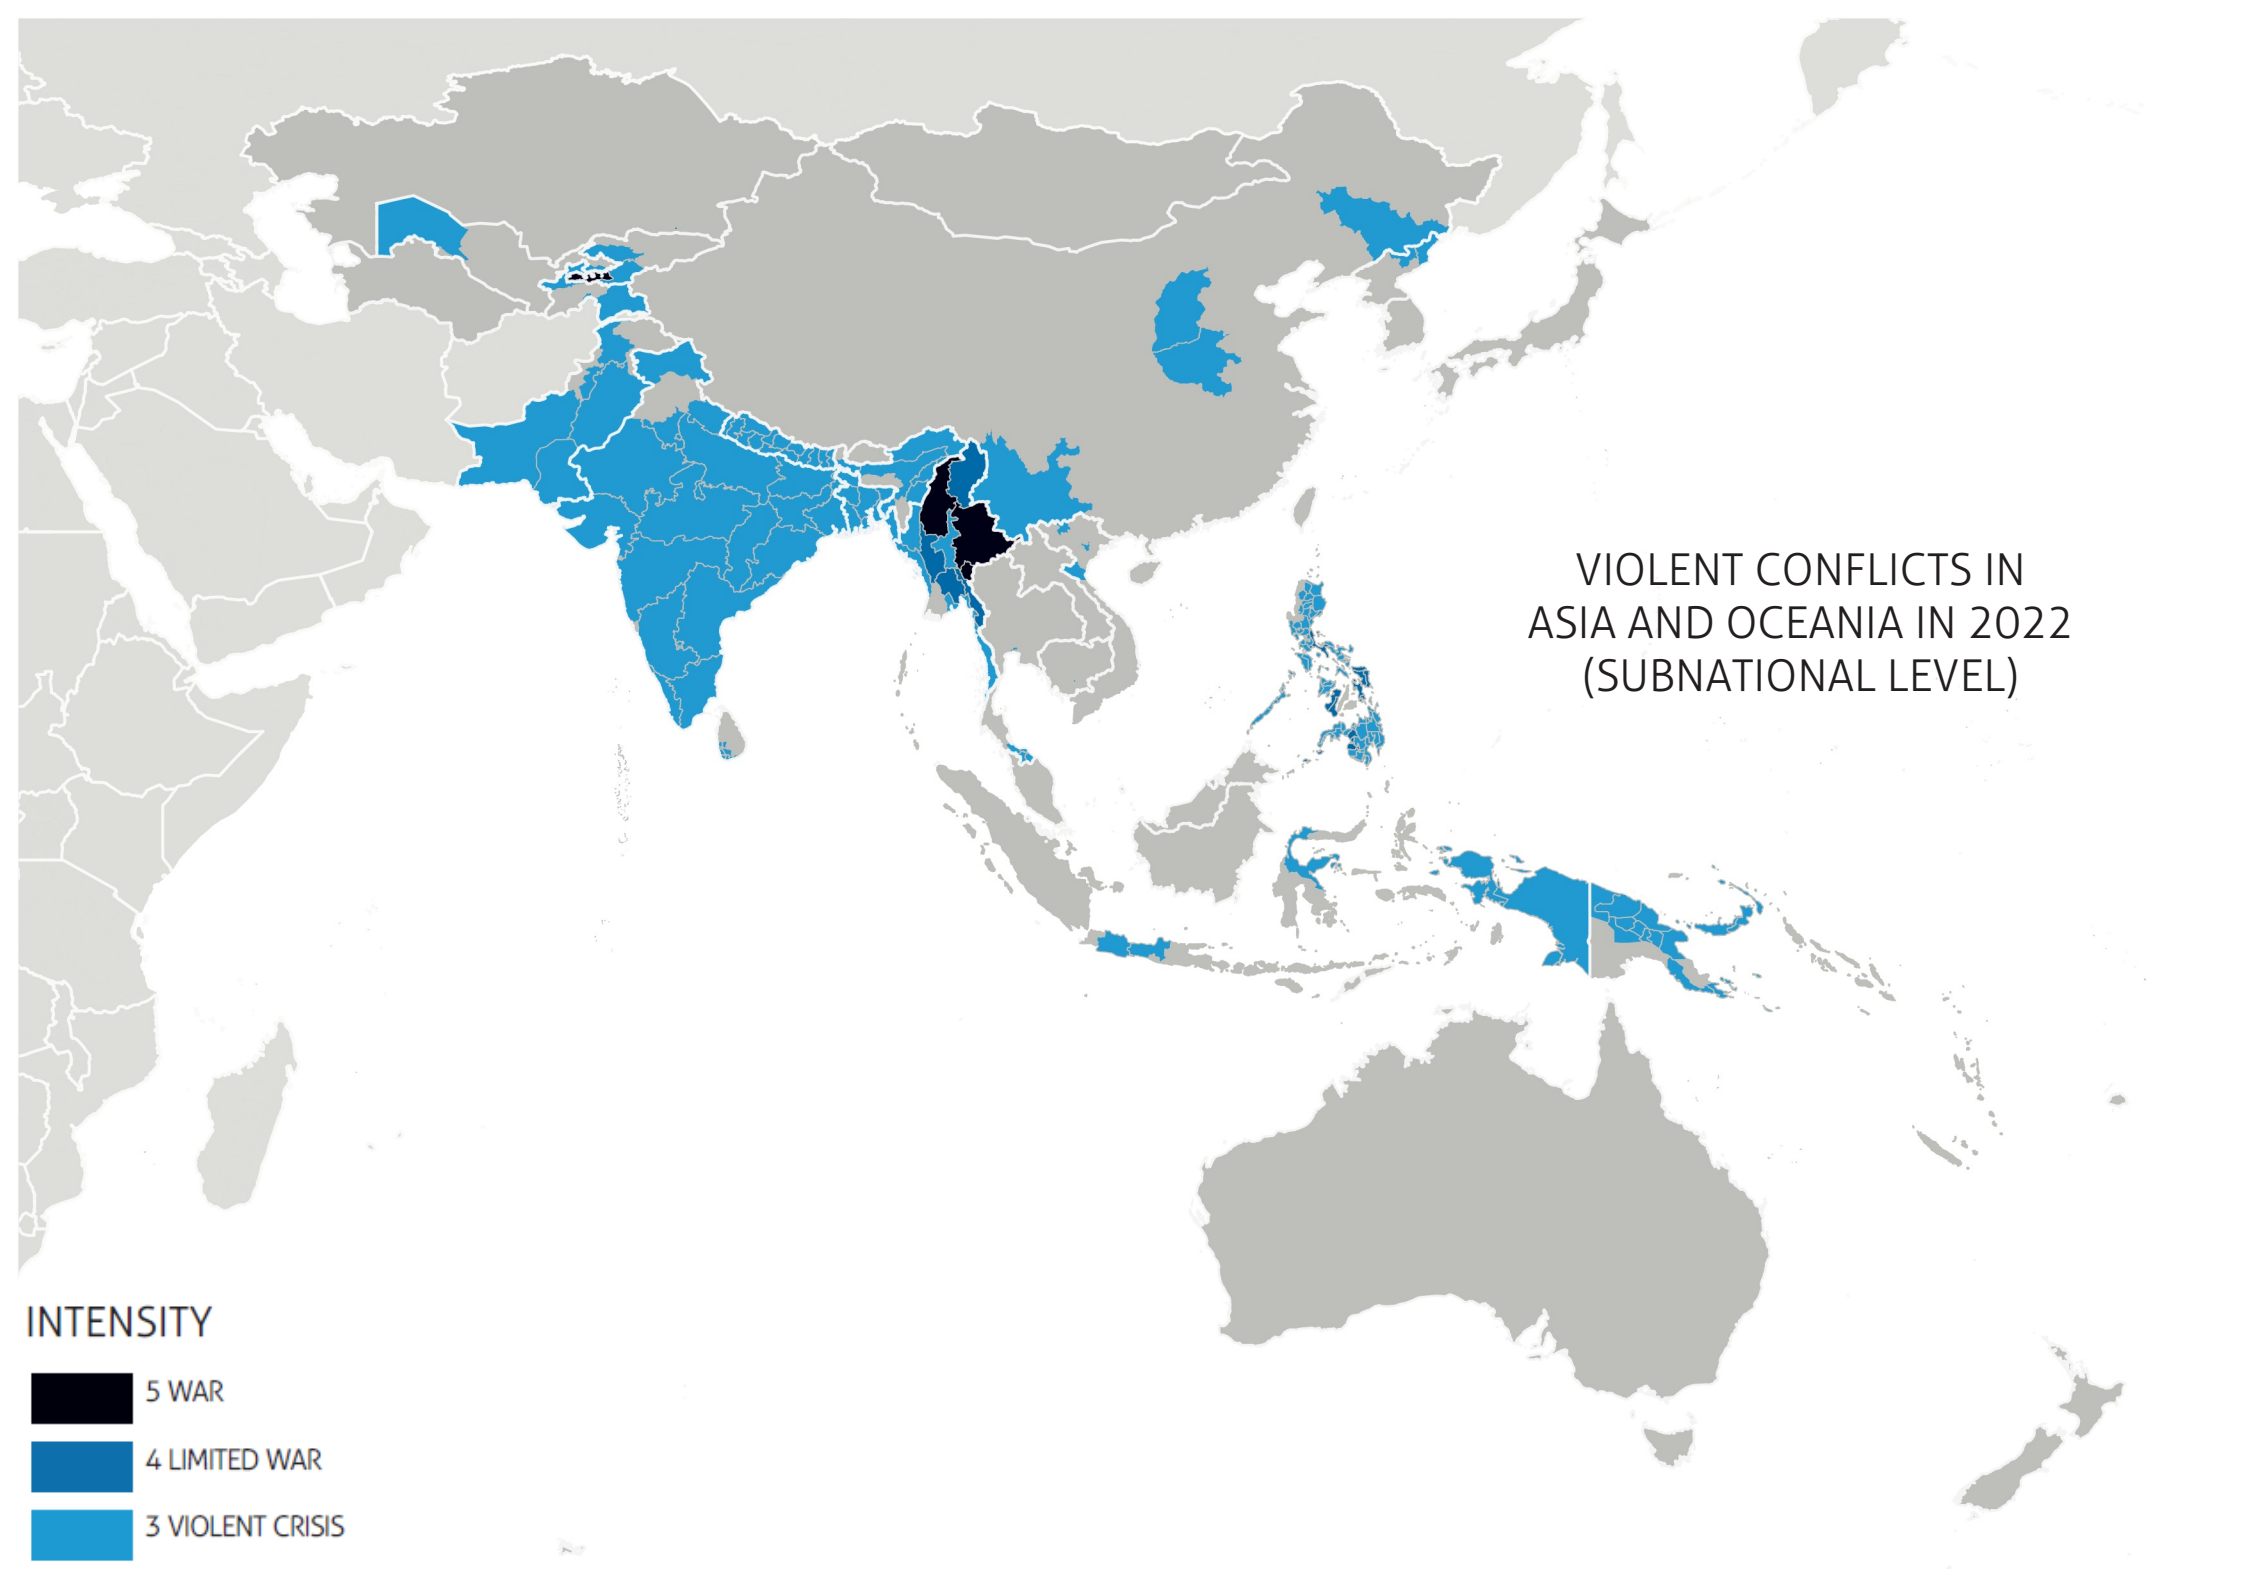 VIOLENT CONFLICTS IN
ASIA AND OCEANIA IN 2022
(SUBNATIONAL LEVEL)
INTENSITY
5 WAR
4 LIMITED WAR
3 VIOLENT CRISIS